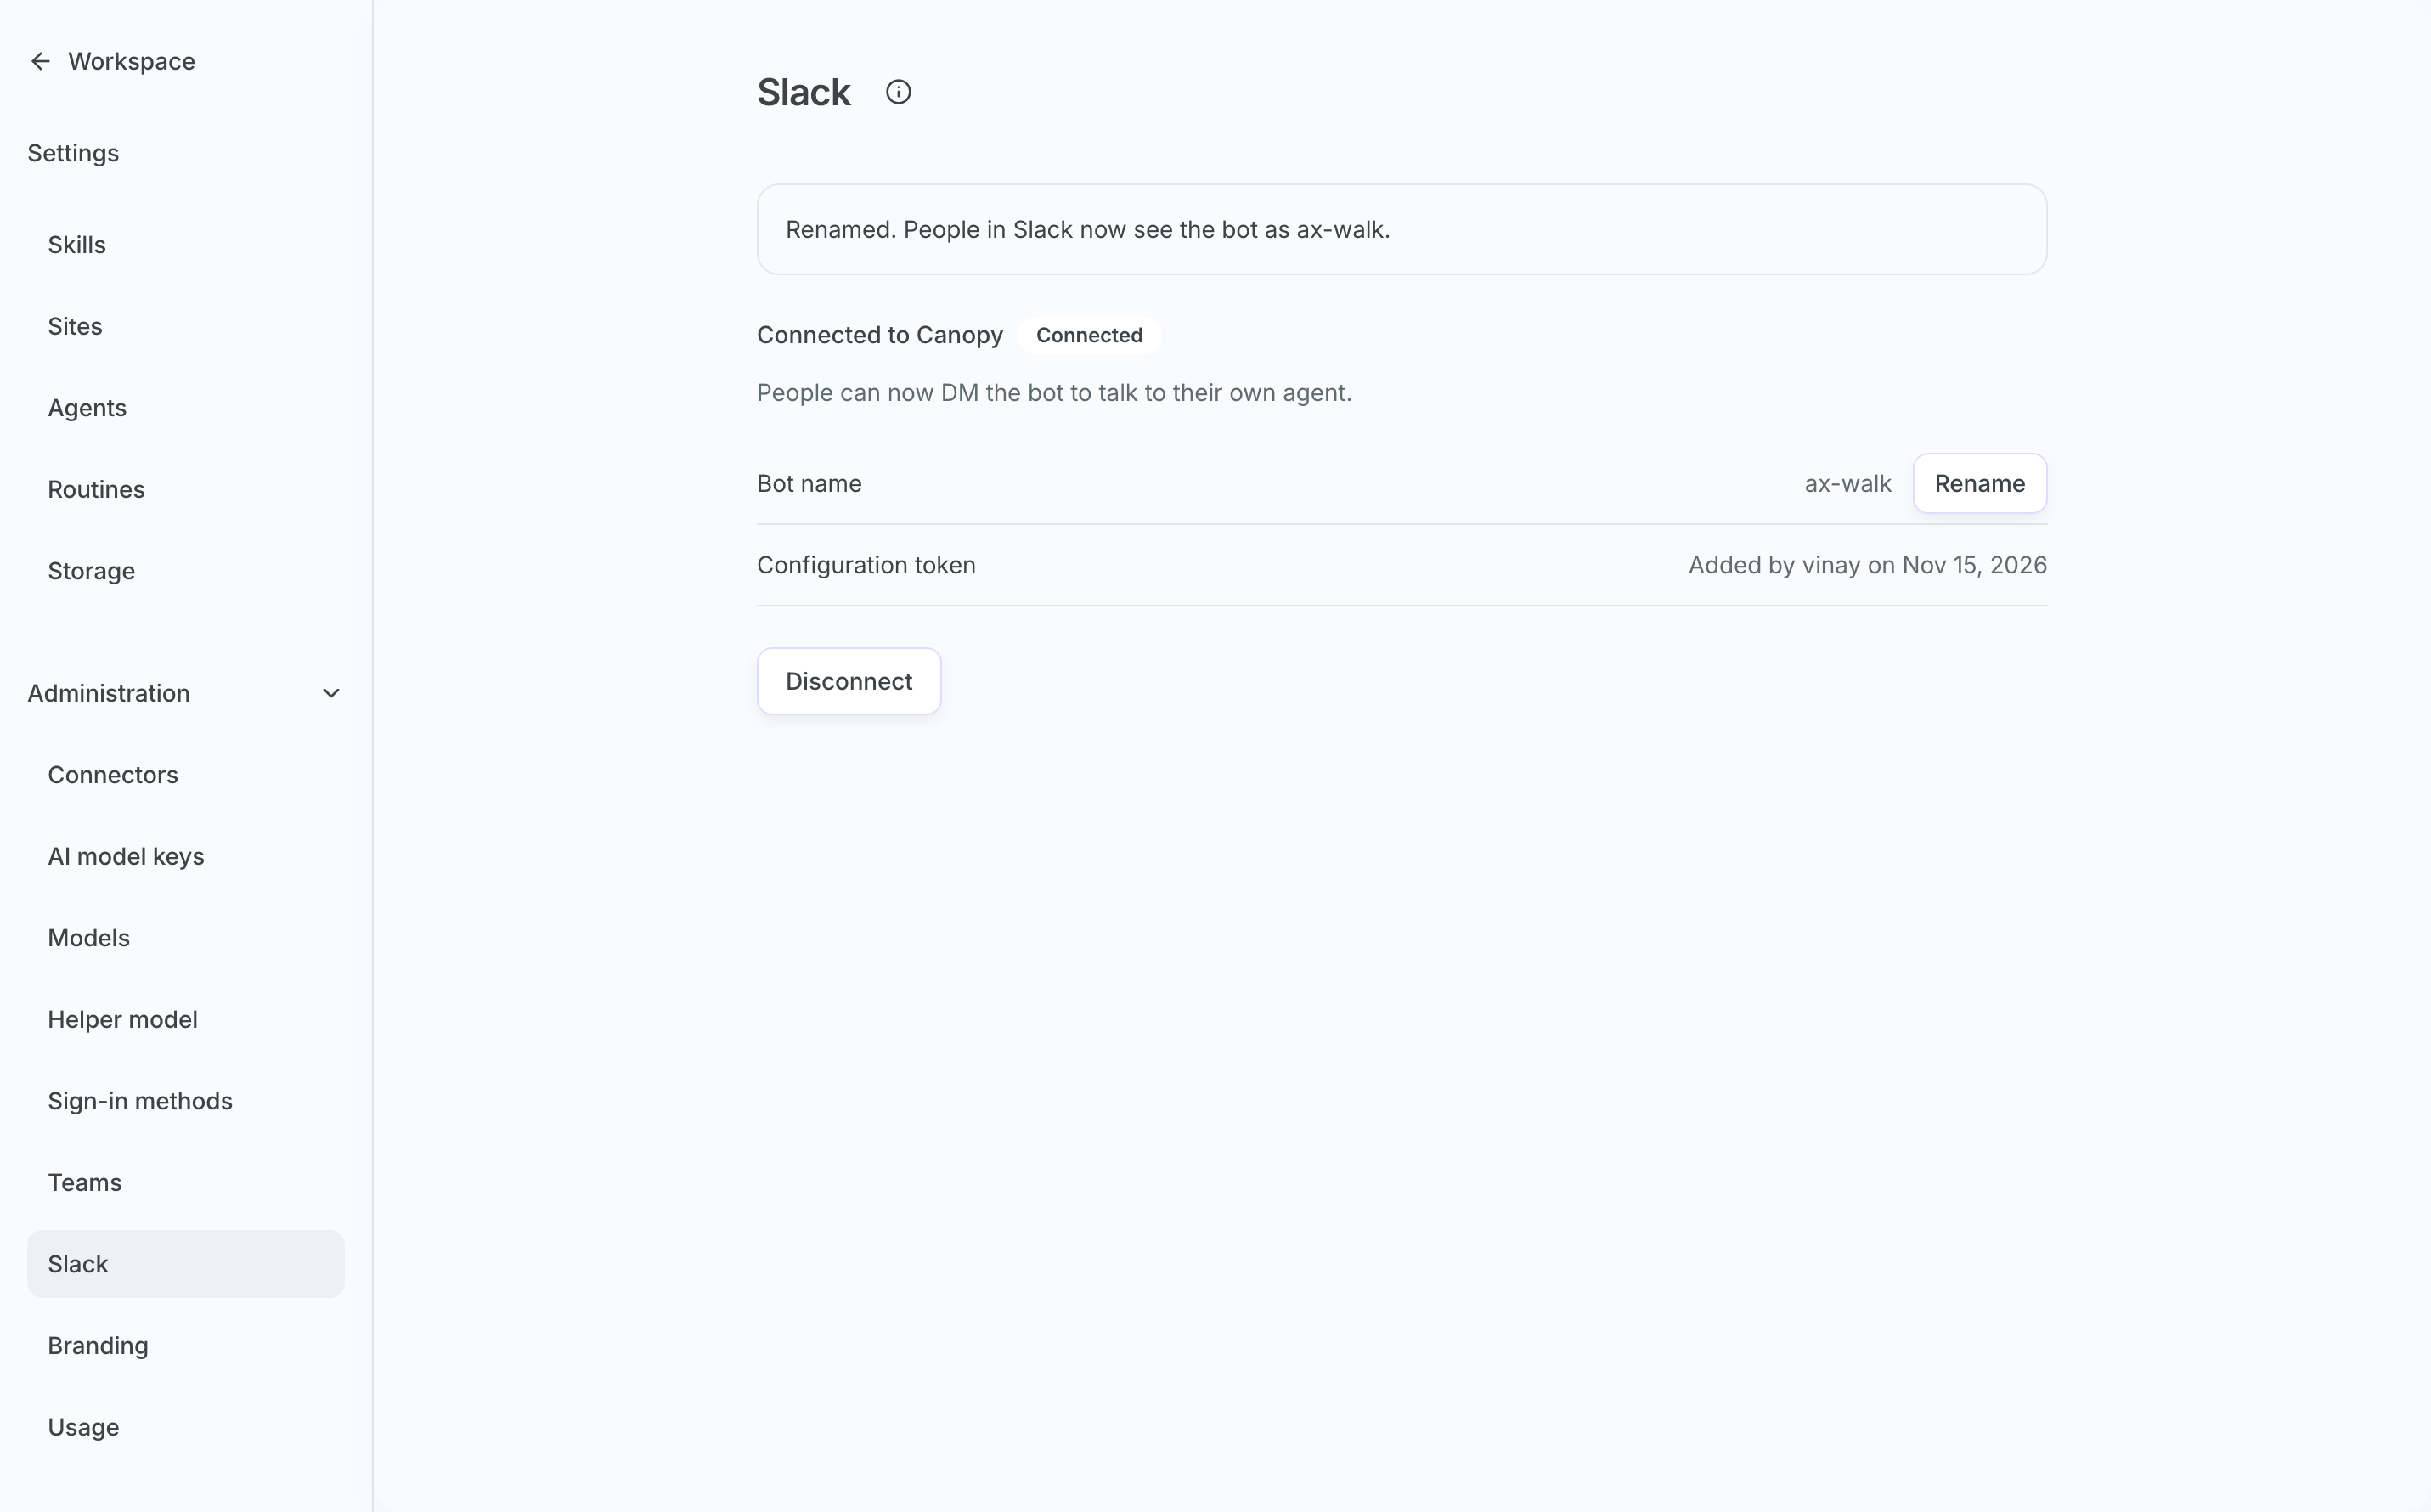 Workspace
Settings
Skills
Sites
Agents
Routines
Storage
Administration
Connectors
AI model keys
Models
Helper model
Sign-in methods
Teams
Slack
Branding
Usage
Slack
Renamed. People in Slack now see the bot as ax-walk.
Connected to Canopy Connected
People can now DM the bot to talk to their own agent.
Bot name ax-walk Rename
Configuration token Added by vinay on Nov 15, 2026
Disconnect